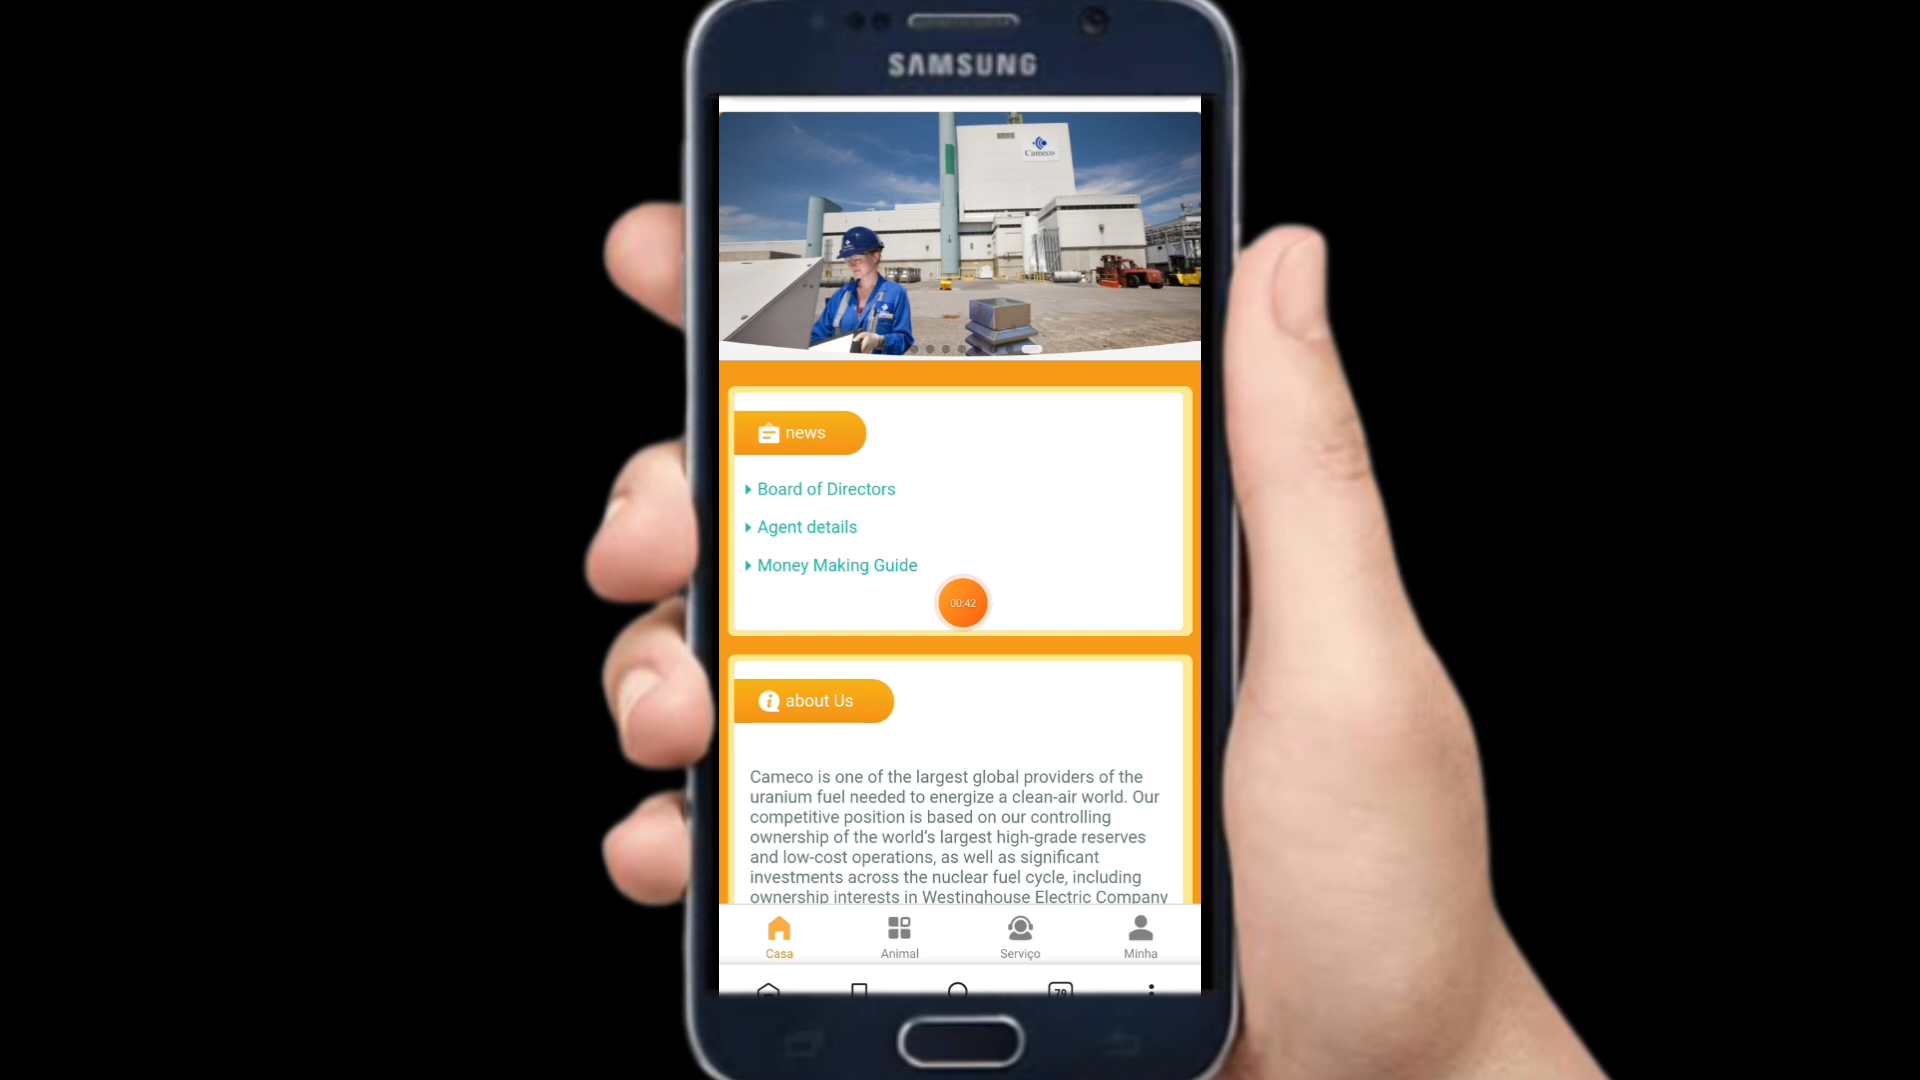 SAMSUNG
Cameco
news
Board of Directors
Agent details
Money Making Guide
00:42
about Us
Cameco is one of the largest global providers of the
uranium fuel needed to energize a clean-air world. Our
competitive position is based on our controlling
ownership of the world’s largest high-grade reserves
and low-cost operations, as well as significant
investments across the nuclear fuel cycle, including
ownership interests in Westinghouse Electric Company
Casa
Animal
Serviço
Minha